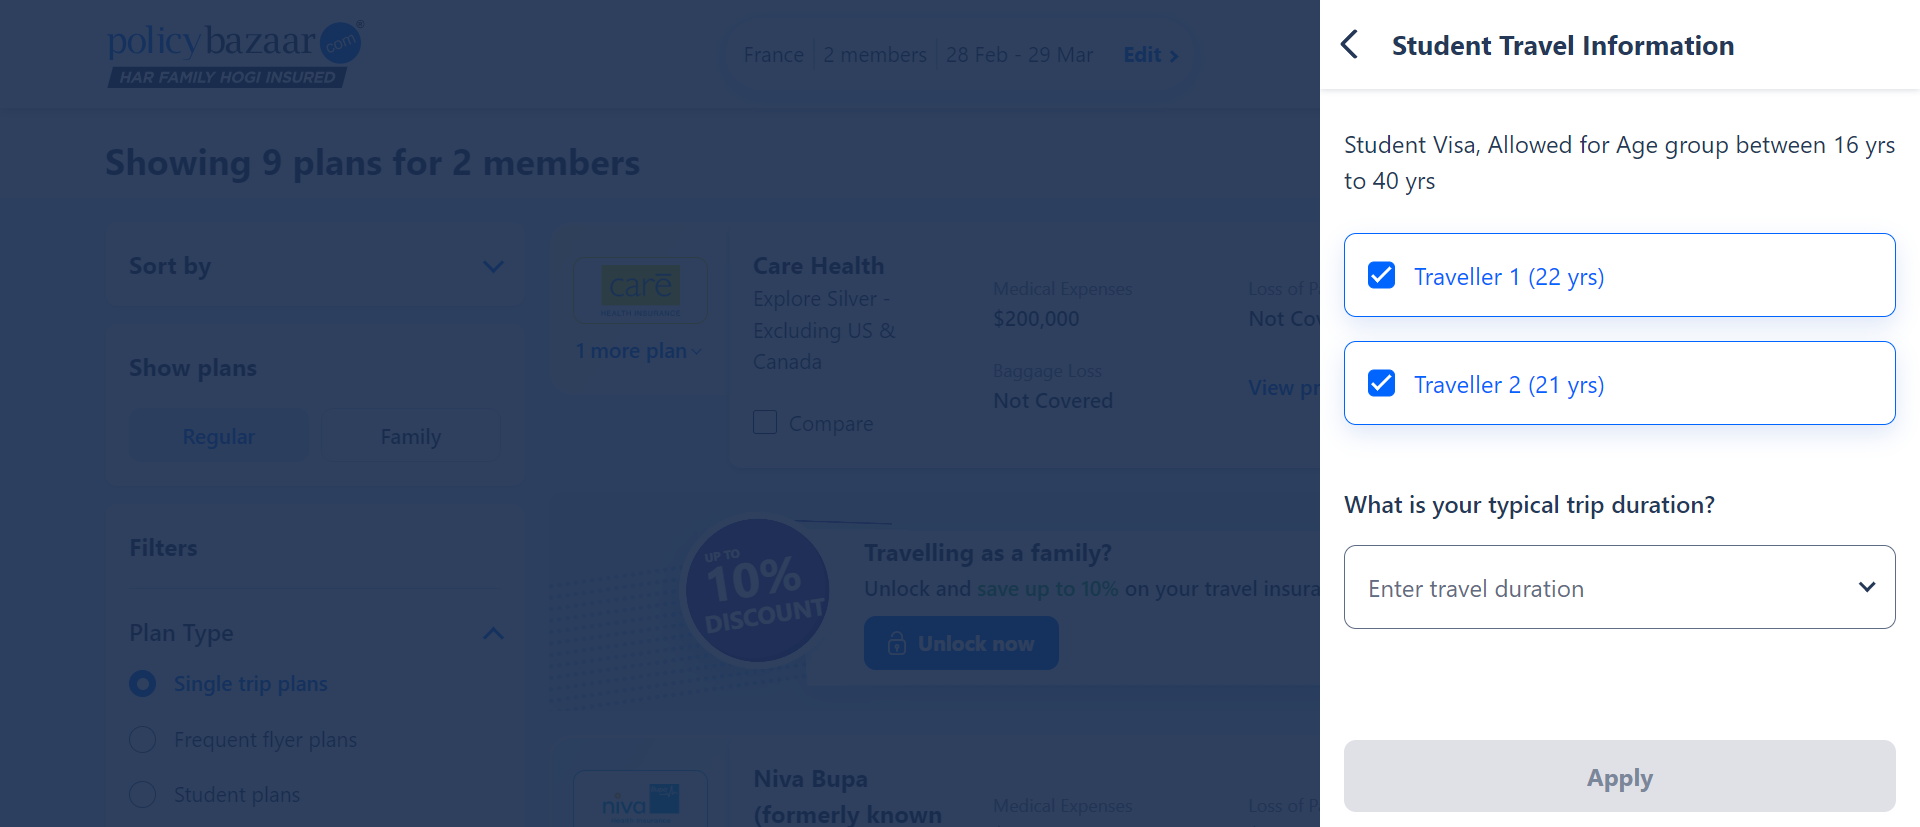 policybazaar.com®
HAR FAMILY HOGI INSURED
France 2 members 28 Feb - 29 Mar Edit
Showing 9 plans for 2 members
Sort by
Show plans
Regular Family
Filters
Plan Type
Single trip plans
Frequent flyer plans
Student plans
care
HEALTH INSURANCE
1 more plan
Care Health
Explore Silver -
Excluding US &
Canada
Compare
Medical Expenses
$200,000
Baggage Loss
Not Covered
Loss of P
Not Cov
View pr
UP TO
10%
DISCOUNT
Travelling as a family?
Unlock and save up to 10% on your travel insura
Unlock now
niva
Niva Bupa
(formerly known
Medical Expenses
Loss of P
Student Travel Information
Student Visa, Allowed for Age group between 16 yrs
to 40 yrs
Traveller 1 (22 yrs)
Traveller 2 (21 yrs)
What is your typical trip duration?
Enter travel duration
Apply